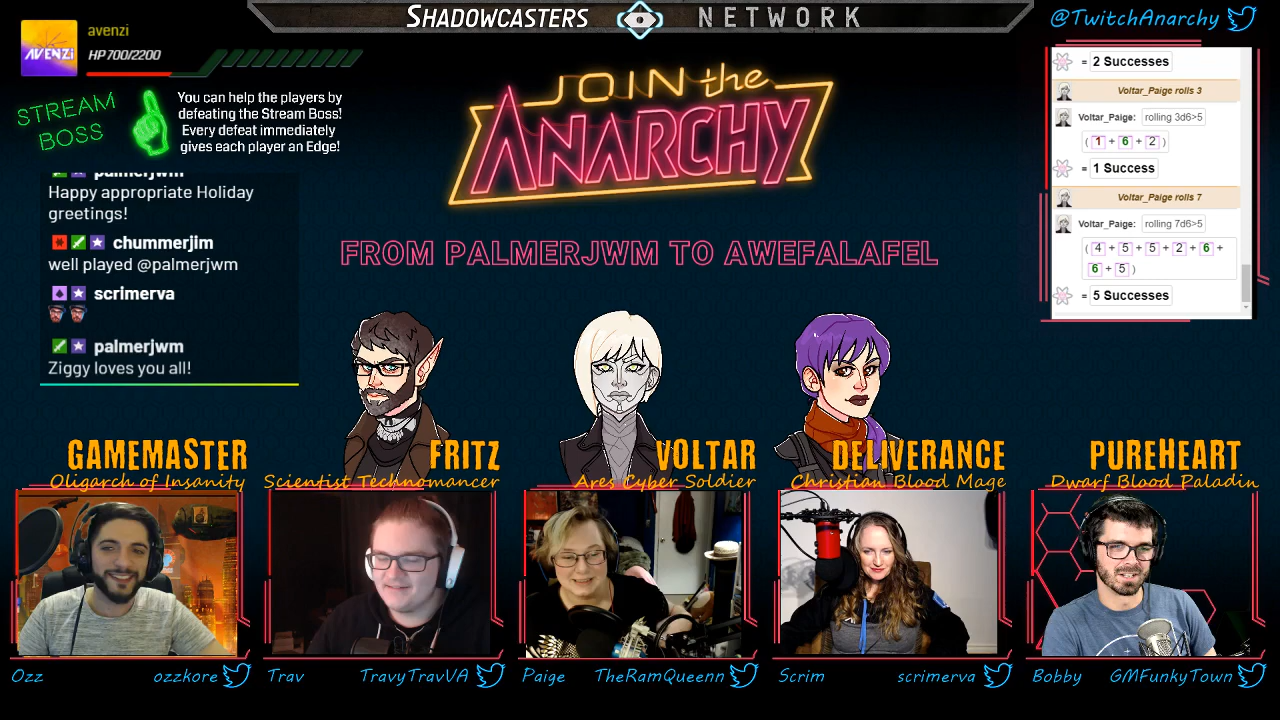 SHADOWCASTERS NETWORK
@TwitchAnarchy
AVENZI
avenzi
HP 700/2200
STREAM
BOSS
You can help the players by
defeating the Stream Boss!
Every defeat immediately
gives each player an Edge!
palmerjwm
Happy appropriate Holiday
greetings!
chummerjim
well played @palmerjwm
scrimerva
palmerjwm
Ziggy loves you all!
JOIN the
ANARCHY
FROM PALMERJWM TO AWEFALAFEL
= 2 Successes
Voltar_Paige rolls 3
Voltar_Paige: rolling 3d6>5
( 1 + 6 + 2 )
= 1 Success
Voltar_Paige rolls 7
Voltar_Paige: rolling 7d6>5
( 4 + 5 + 5 + 2 + 6 +
6 + 5 )
= 5 Successes
GAMEMASTER
Oligarch of Insanity
FRITZ
Scientist Technomancer
VOLTAR
Ares Cyber Soldier
DELIVERANCE
Christian Blood Mage
PUREHEART
Dwarf Blood Paladin
Ozz ozzkore
Trav TravyTravVA
Paige TheRamQueenn
Scrim scrimerva
Bobby GMFunkyTown